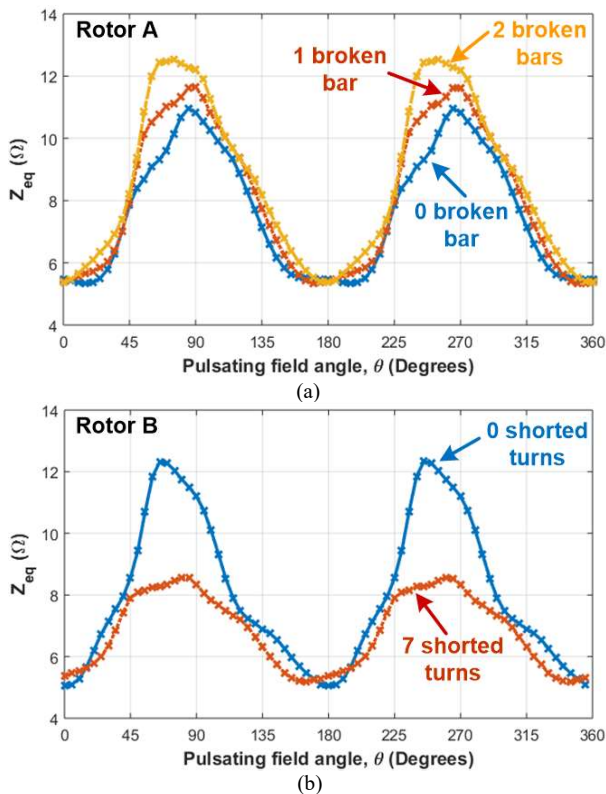 Rotor A
2 broken
bars
1 broken
bar
0 broken
bar
Z_eq (Ω)
14
12
10
8
6
4
0 45 90 135 180 225 270 315 360
Pulsating field angle, θ (Degrees)
(a)
Rotor B
0 shorted
turns
7 shorted
turns
Z_eq (Ω)
14
12
10
8
6
4
0 45 90 135 180 225 270 315 360
Pulsating field angle, θ (Degrees)
(b)